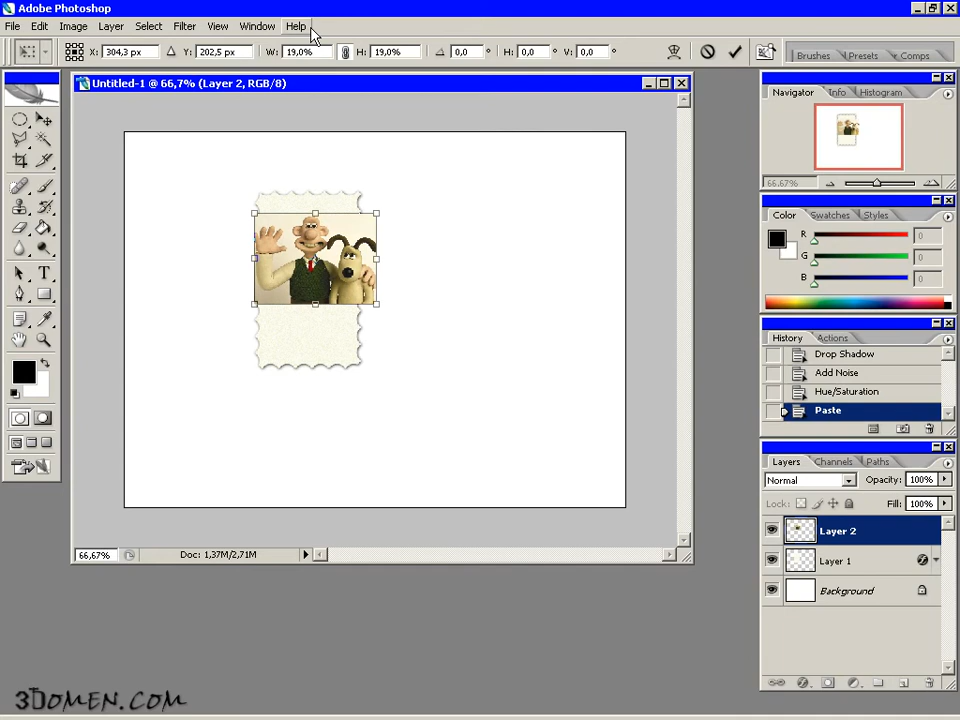 Adobe Photoshop
File Edit Image Layer Select Filter View Window Help
X: 304,3 px Y: 202,5 px W: 19,0% H: 19,0% 0,0 ° H: 0,0 ° V: 0,0 °
Brushes Presets Comps
Untitled-1 @ 66,7% (Layer 2, RGB/8)
Navigator Info Histogram
66.67%
Color Swatches Styles
R 0
G 0
B 0
History Actions
Drop Shadow
Add Noise
Hue/Saturation
Paste
Layers Channels Paths
Normal Opacity: 100%
Lock: Fill: 100%
Layer 2
Layer 1
Background
66,67% Doc: 1,37M/2,71M
3DOMEN.COM